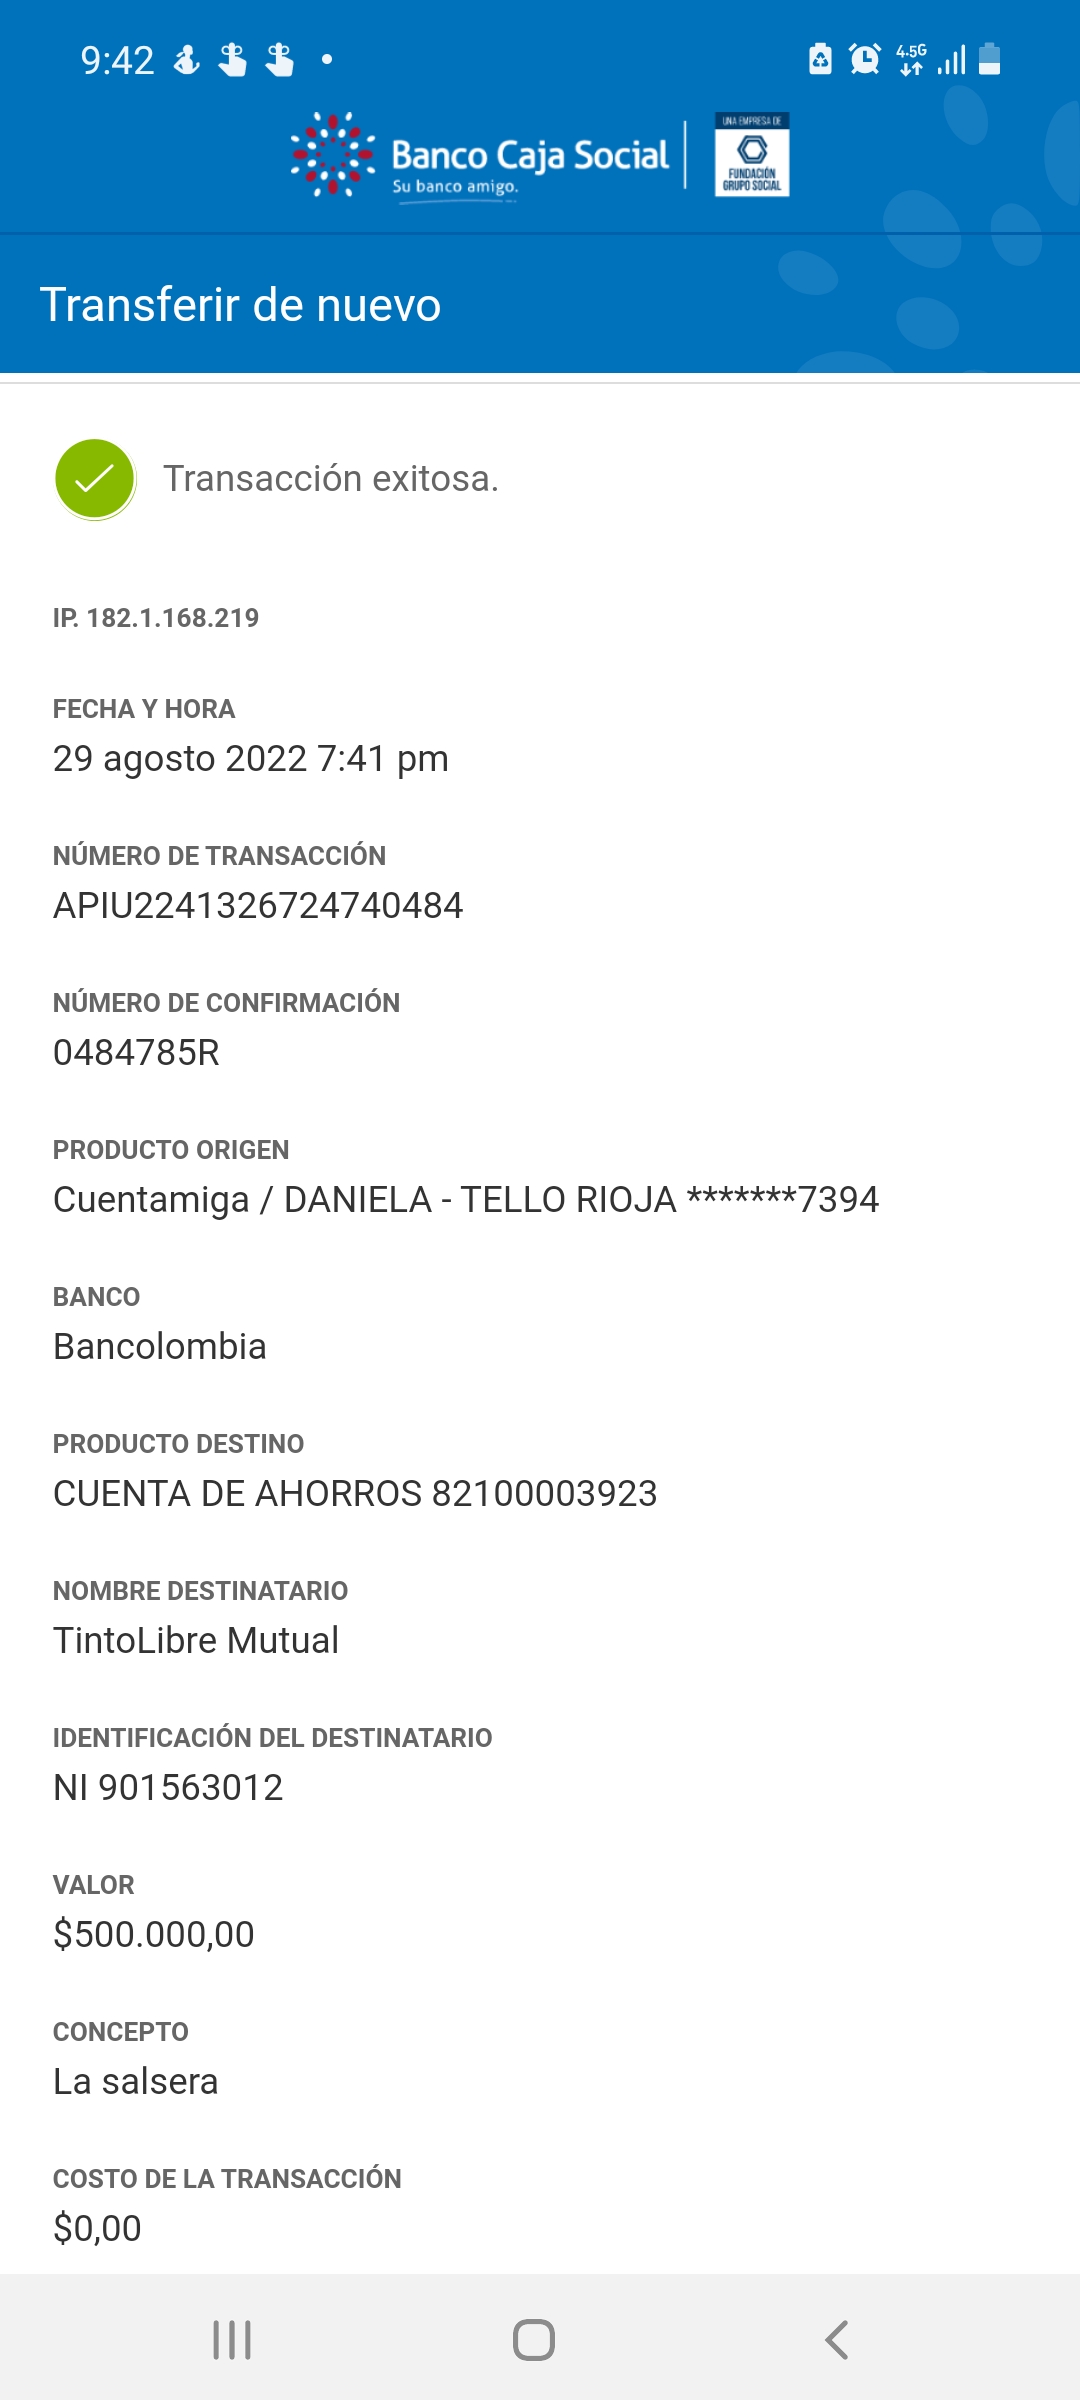 9:42
4.5G
Banco Caja Social
Su banco amigo.
UNA EMPRESA DE
FUNDACIÓN
GRUPO SOCIAL
Transferir de nuevo
Transacción exitosa.
IP. 182.1.168.219
FECHA Y HORA
29 agosto 2022 7:41 pm
NÚMERO DE TRANSACCIÓN
APIU2241326724740484
NÚMERO DE CONFIRMACIÓN
0484785R
PRODUCTO ORIGEN
Cuentamiga / DANIELA - TELLO RIOJA *******7394
BANCO
Bancolombia
PRODUCTO DESTINO
CUENTA DE AHORROS 82100003923
NOMBRE DESTINATARIO
TintoLibre Mutual
IDENTIFICACIÓN DEL DESTINATARIO
NI 901563012
VALOR
$500.000,00
CONCEPTO
La salsera
COSTO DE LA TRANSACCIÓN
$0,00